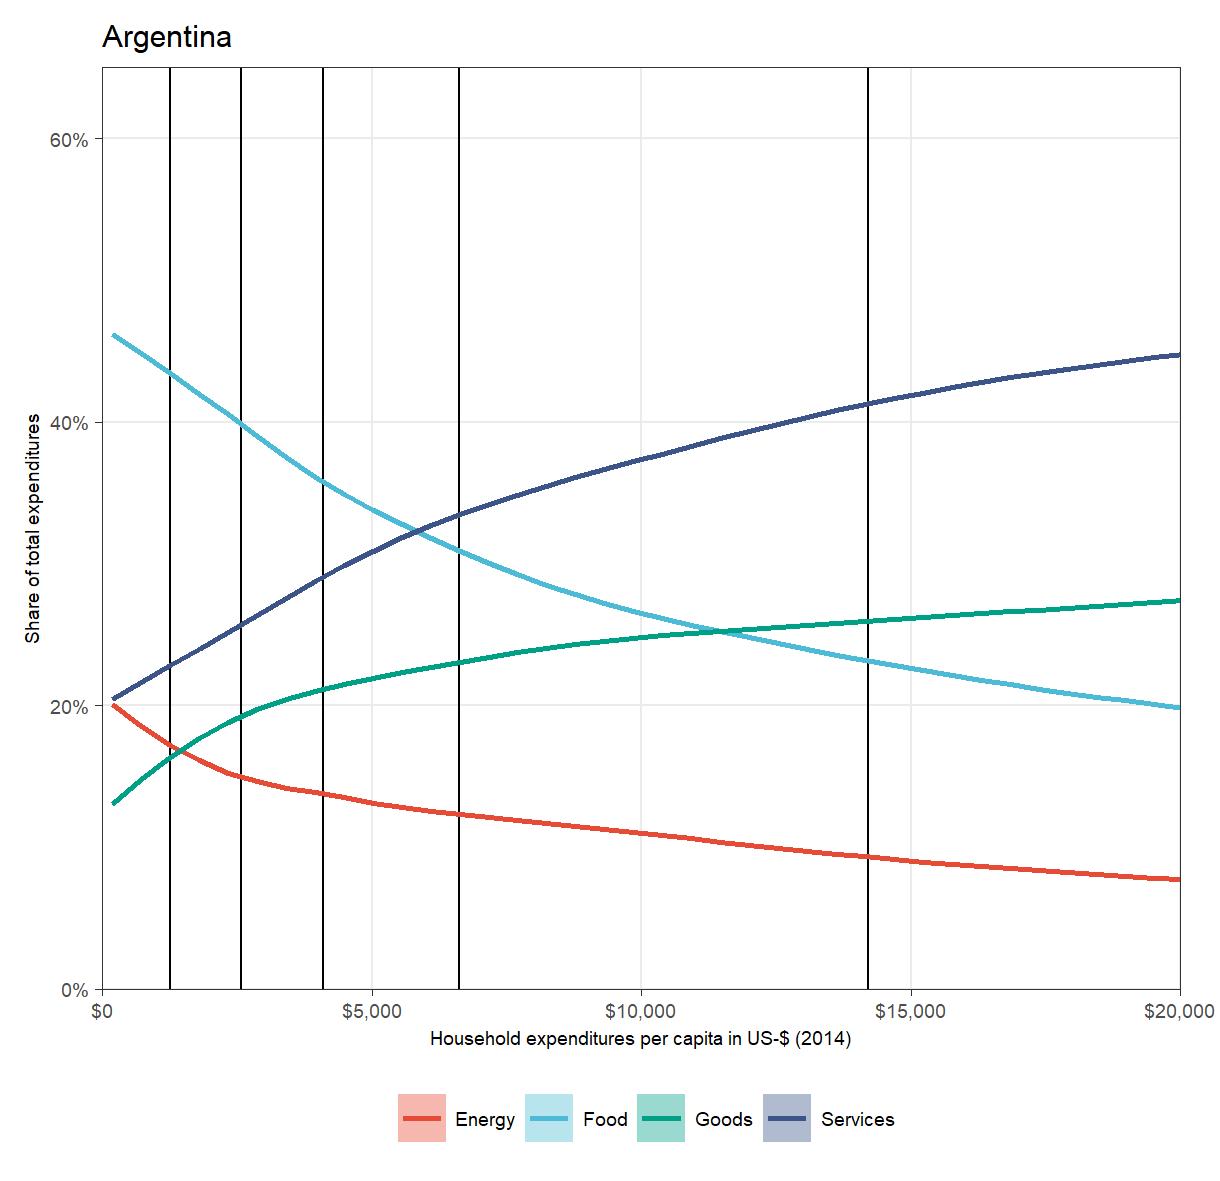 Argentina
60%
40%
20%
0%
Share of total expenditures
$0 $5,000 $10,000 $15,000 $20,000
Household expenditures per capita in US-$ (2014)
Energy Food Goods Services